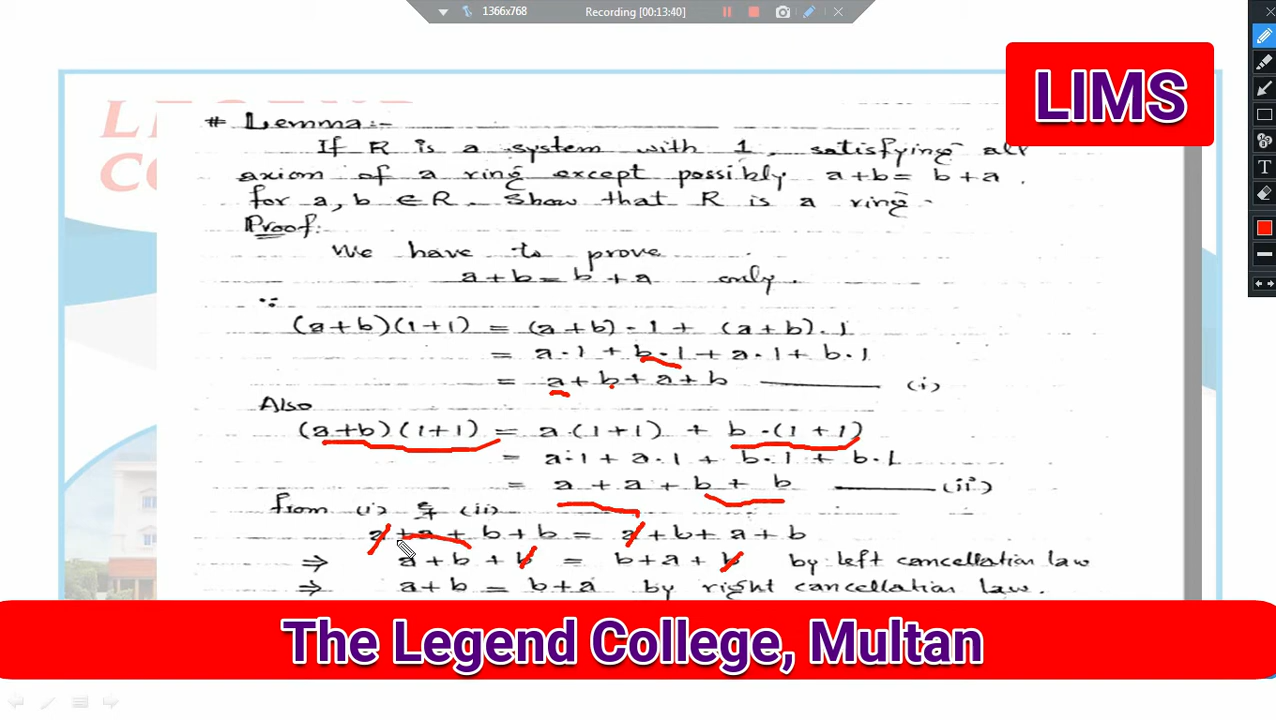 1366x768
Recording [00:13:40]
LIMS
# Lemma:-
If R is a system with 1, satisfying all
axiom of a ring except possibly a+b = b+a.
for a, b ∈ R. Show that R is a ring.
Proof:
We have to prove
a+b = b+a only.
∵
(a+b)(1+1) = (a+b)·1 + (a+b)·1
= a·1 + b·1 + a·1 + b·1
= a + b + a + b ——— (i)
Also
(a+b)(1+1) = a·(1+1) + b·(1+1)
= a·1 + a·1 + b·1 + b·1
= a + a + b + b ——— (ii)
from (i) & (ii)
a + a + b + b = a + b + a + b
⇒ a + b + b = b + a + b by left cancellation law
⇒ a + b = b + a by right cancellation law.
The Legend College, Multan